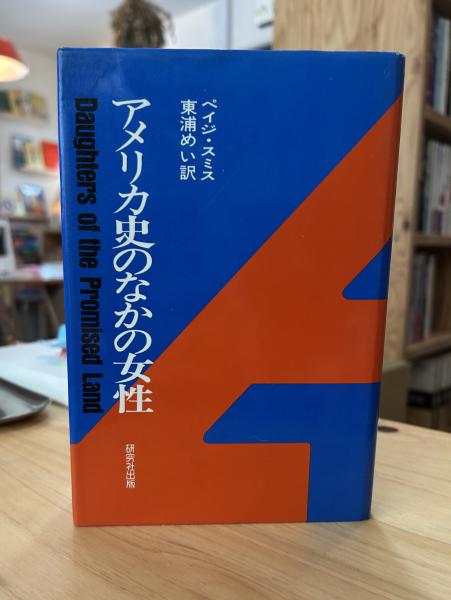 ペイジ・スミス
東浦めい訳
アメリカ史のなかの女性
Daughters of the Promised Land
研究社出版